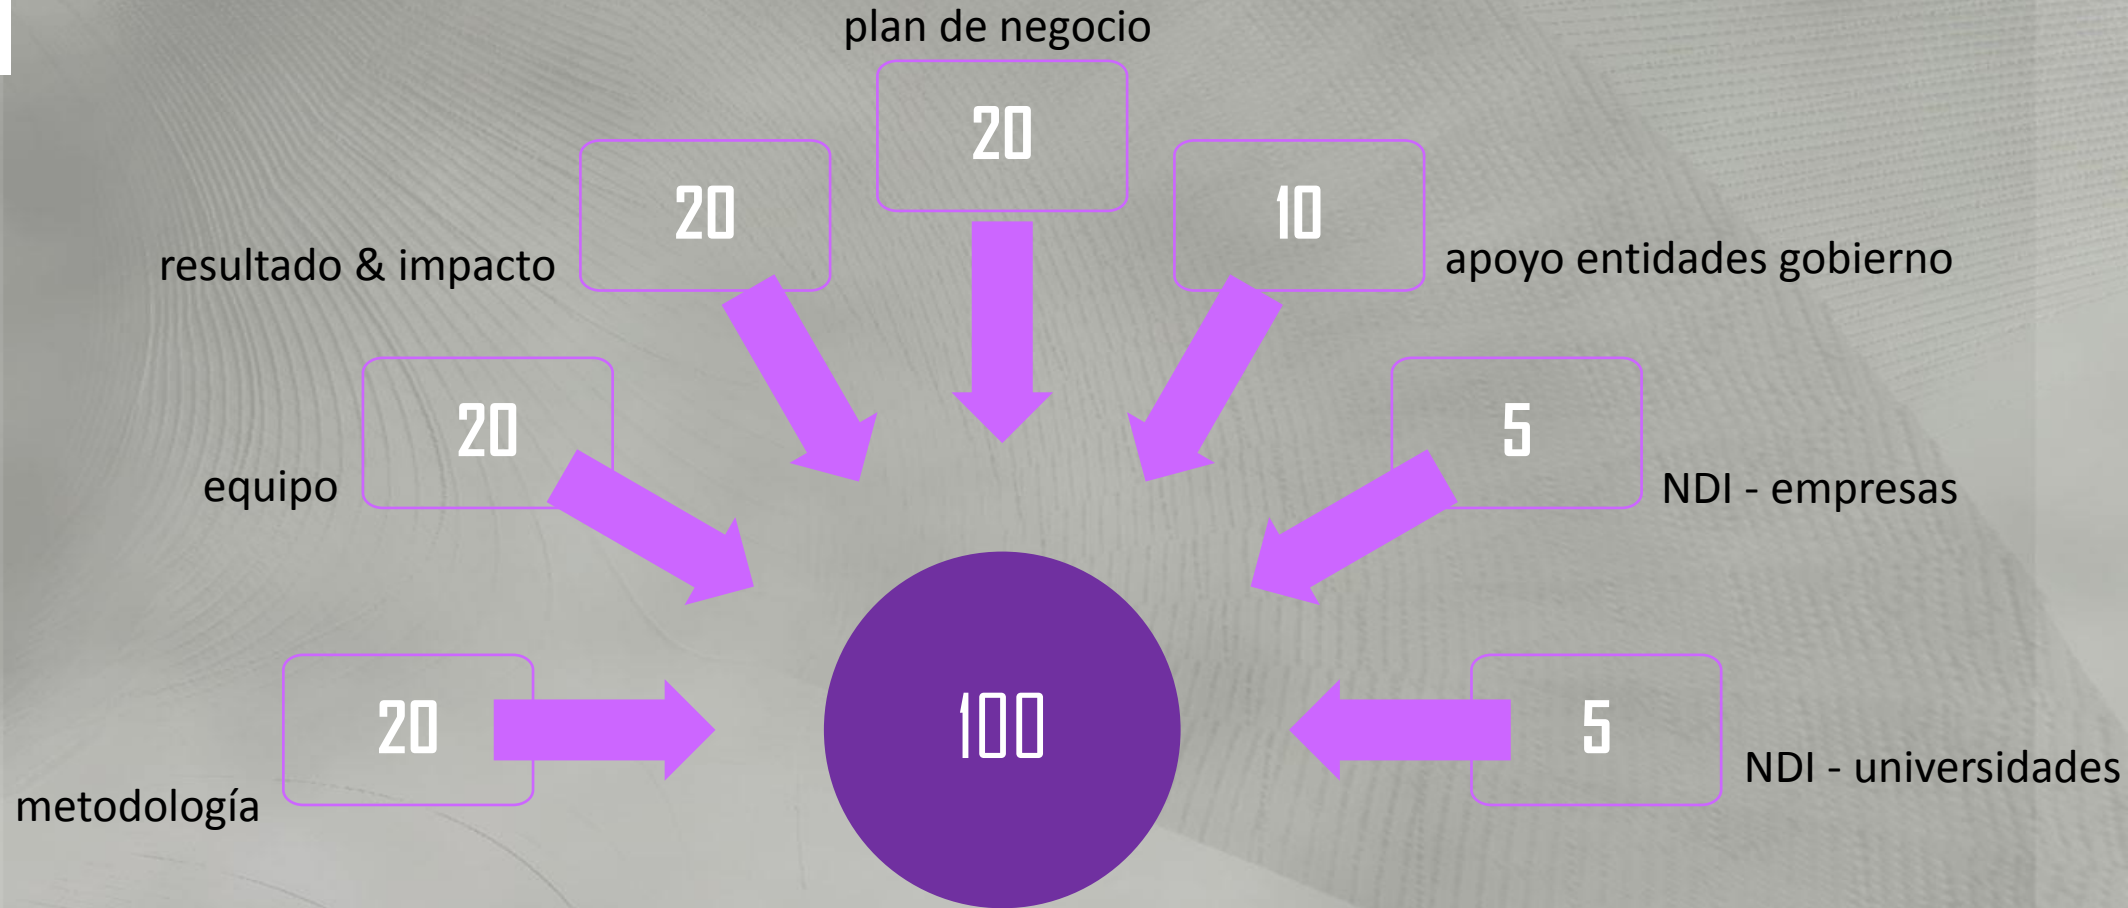 plan de negocio
20
20
10
resultado & impacto
apoyo entidades gobierno
20
5
equipo
NDI - empresas
20
100
5
metodología
NDI - universidades